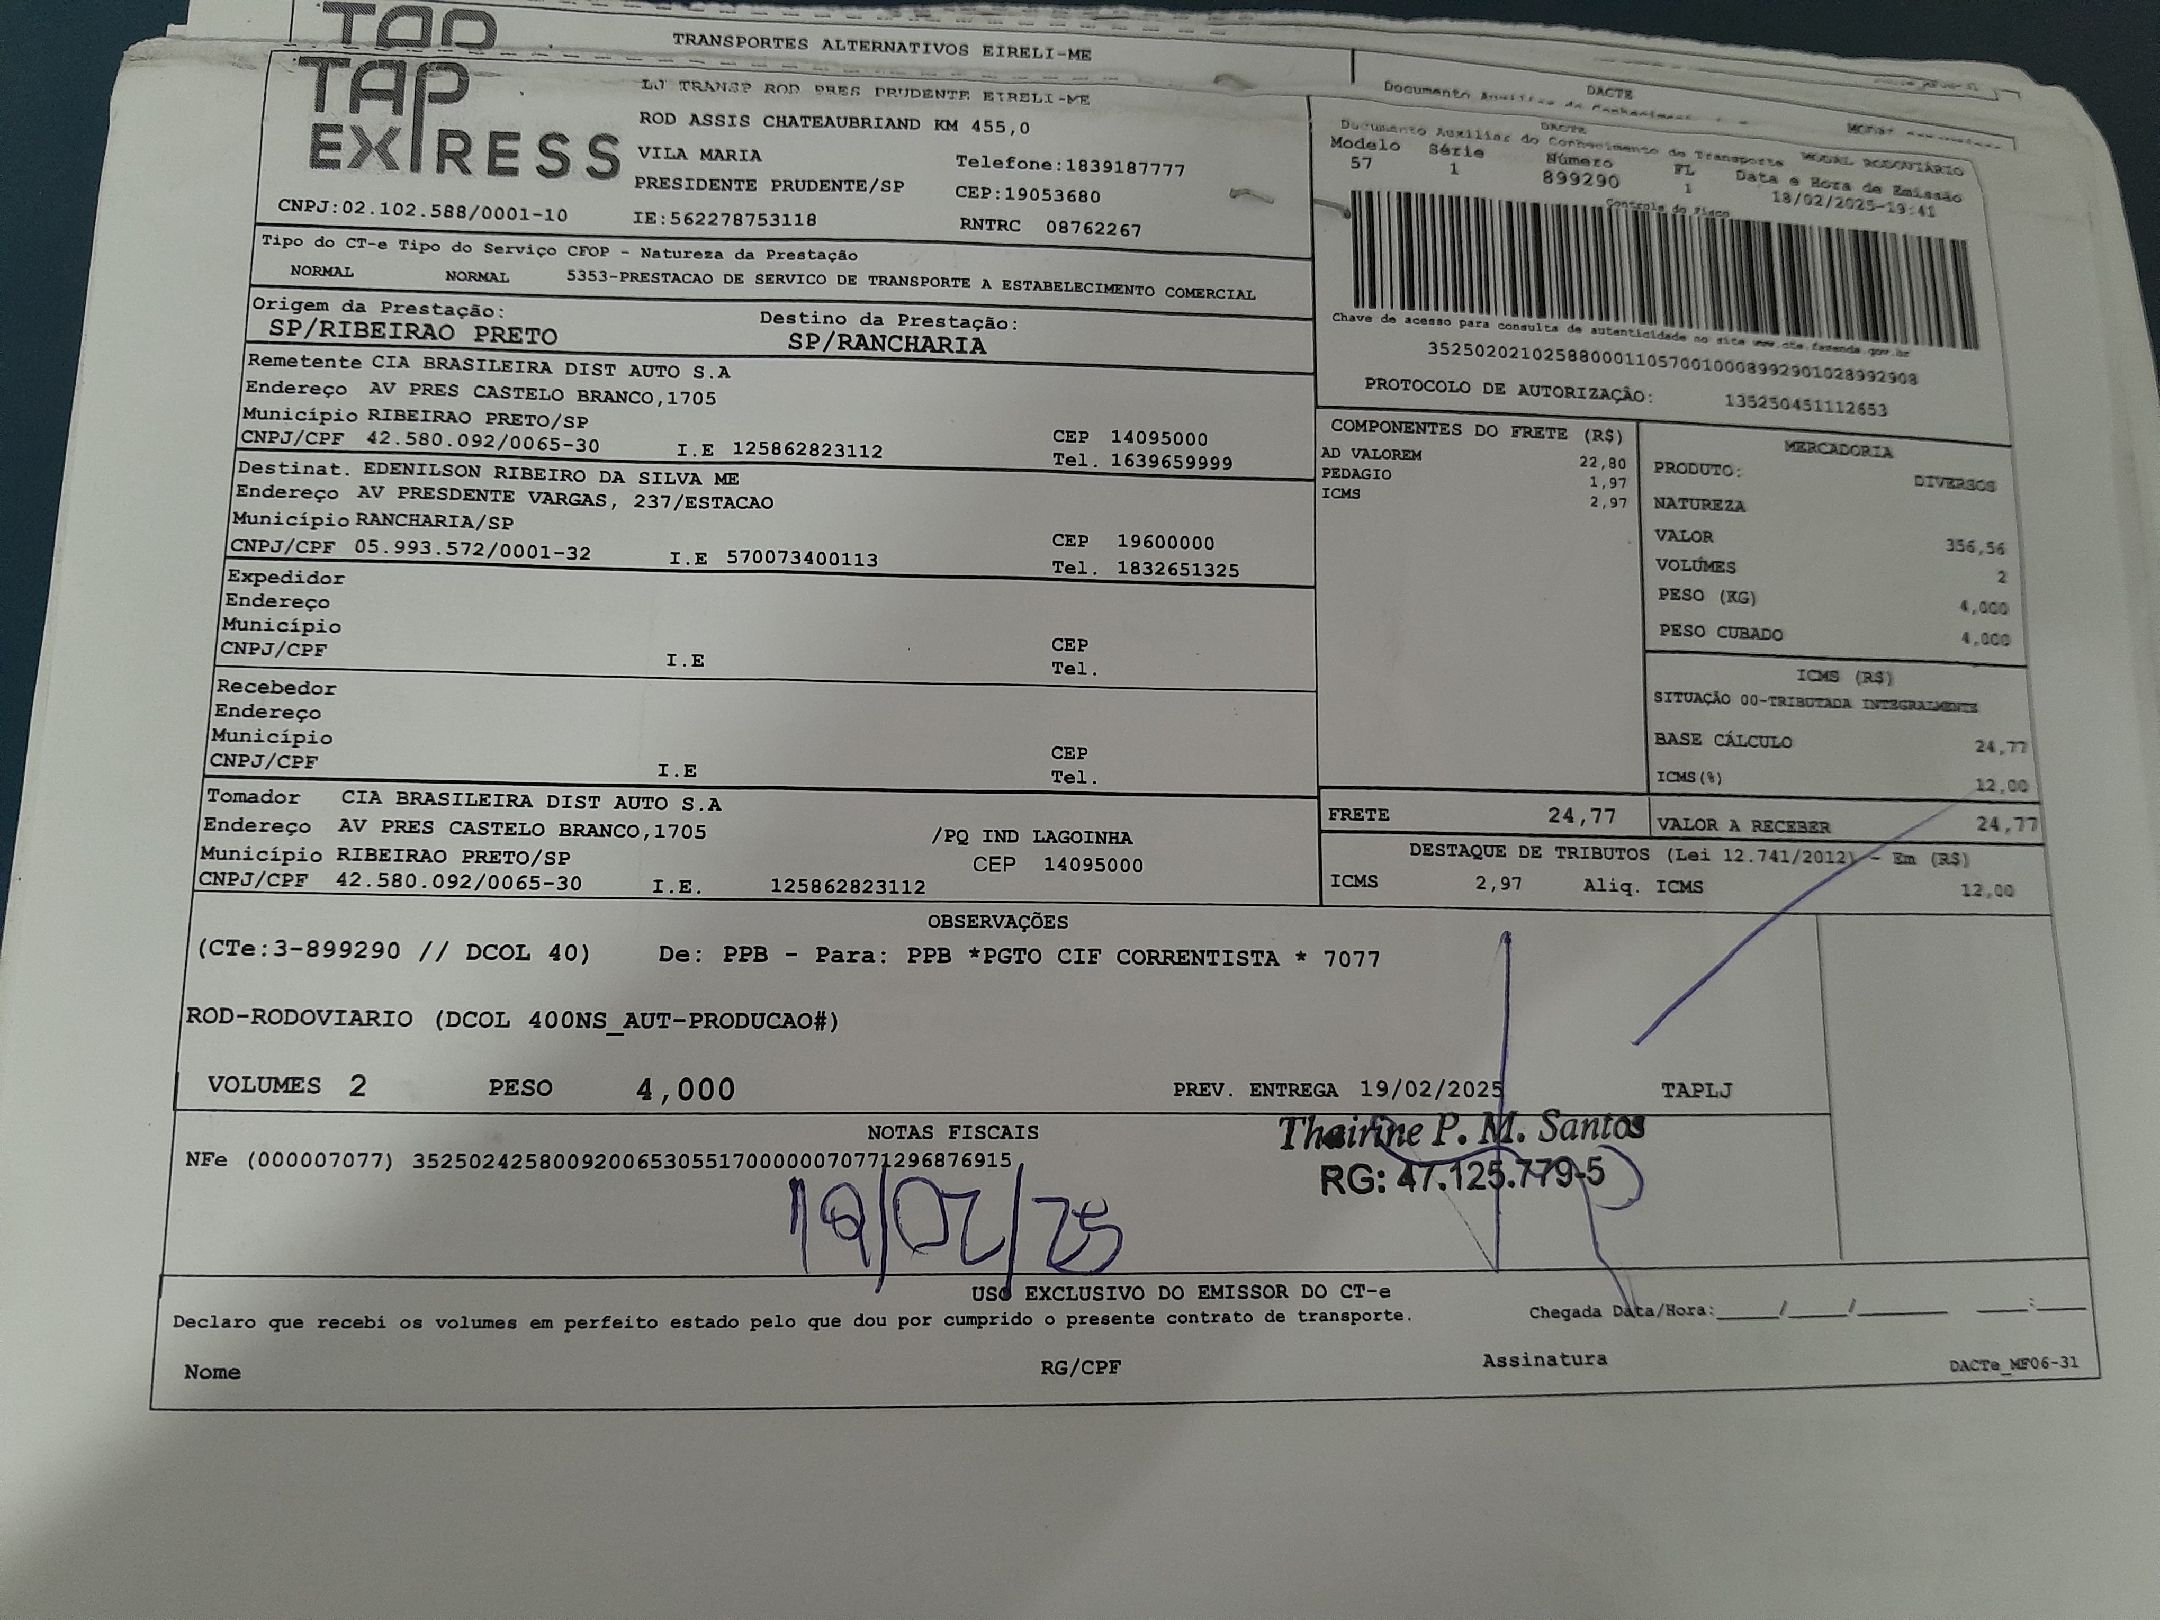 TRANSPORTES ALTERNATIVOS EIRELI-ME
DACTE
TAP
EXPRESS
LJ TRANSP ROD PRES PRUDENTE EIRELI-ME
ROD ASSIS CHATEAUBRIAND KM 455,0
VILA MARIA
Telefone:1839187777
PRESIDENTE PRUDENTE/SP
CEP:19053680
CNPJ:02.102.588/0001-10
IE:562278753118
RNTRC 08762267
DACTE
Documento Auxiliar do Conhecimento de Transporte MODAL RODOVIÁRIO
Modelo Série Número FL Data e Hora de Emissão
57 1 899290 1 18/02/2025-19:41
Controle do Fisco
Tipo do CT-e Tipo do Serviço CFOP - Natureza da Prestação
NORMAL NORMAL 5353-PRESTACAO DE SERVICO DE TRANSPORTE A ESTABELECIMENTO COMERCIAL
Chave de acesso para consulta de autenticidade no site www.cte.fazenda.gov.br
35250202102588000110570010008992901028992908
PROTOCOLO DE AUTORIZAÇÃO: 135250451112653
Origem da Prestação: Destino da Prestação:
SP/RIBEIRAO PRETO SP/RANCHARIA
Remetente CIA BRASILEIRA DIST AUTO S.A
Endereço AV PRES CASTELO BRANCO,1705
Município RIBEIRAO PRETO/SP CEP 14095000
CNPJ/CPF 42.580.092/0065-30 I.E 125862823112 Tel. 1639659999
Destinat. EDENILSON RIBEIRO DA SILVA ME
Endereço AV PRESDENTE VARGAS, 237/ESTACAO
Município RANCHARIA/SP CEP 19600000
CNPJ/CPF 05.993.572/0001-32 I.E 570073400113 Tel. 1832651325
Expedidor
Endereço
Município CEP
CNPJ/CPF I.E Tel.
Recebedor
Endereço
Município CEP
CNPJ/CPF I.E Tel.
Tomador CIA BRASILEIRA DIST AUTO S.A
Endereço AV PRES CASTELO BRANCO,1705 /PQ IND LAGOINHA
Município RIBEIRAO PRETO/SP CEP 14095000
CNPJ/CPF 42.580.092/0065-30 I.E. 125862823112
COMPONENTES DO FRETE (R$)
AD VALOREM 22,80
PEDAGIO 1,97
ICMS 2,97
MERCADORIA
PRODUTO: DIVERSOS
NATUREZA
VALOR 356,56
VOLUMES 2
PESO (KG) 4,000
PESO CUBADO 4,000
ICMS (R$)
SITUAÇÃO 00-TRIBUTADA INTEGRALMENTE
BASE CÁLCULO 24,77
ICMS(%) 12,00
FRETE 24,77 VALOR A RECEBER 24,77
DESTAQUE DE TRIBUTOS (Lei 12.741/2012) - Em (R$)
ICMS 2,97 Aliq. ICMS 12,00
OBSERVAÇÕES
(CTe:3-899290 // DCOL 40) De: PPB - Para: PPB *PGTO CIF CORRENTISTA * 7077
ROD-RODOVIARIO (DCOL 400NS_AUT-PRODUCAO#)
VOLUMES 2 PESO 4,000 PREV. ENTREGA 19/02/2025 TAPLJ
NOTAS FISCAIS
NFe (000007077) 35250242580092006530551700000070771296876915
Thairine P. M. Santos
RG: 47.125.779-5
19/02/25
USO EXCLUSIVO DO EMISSOR DO CT-e
Declaro que recebi os volumes em perfeito estado pelo que dou por cumprido o presente contrato de transporte.
Chegada Data/Hora:____/____/______ ___:___
Nome RG/CPF Assinatura DACTe_MF06-31